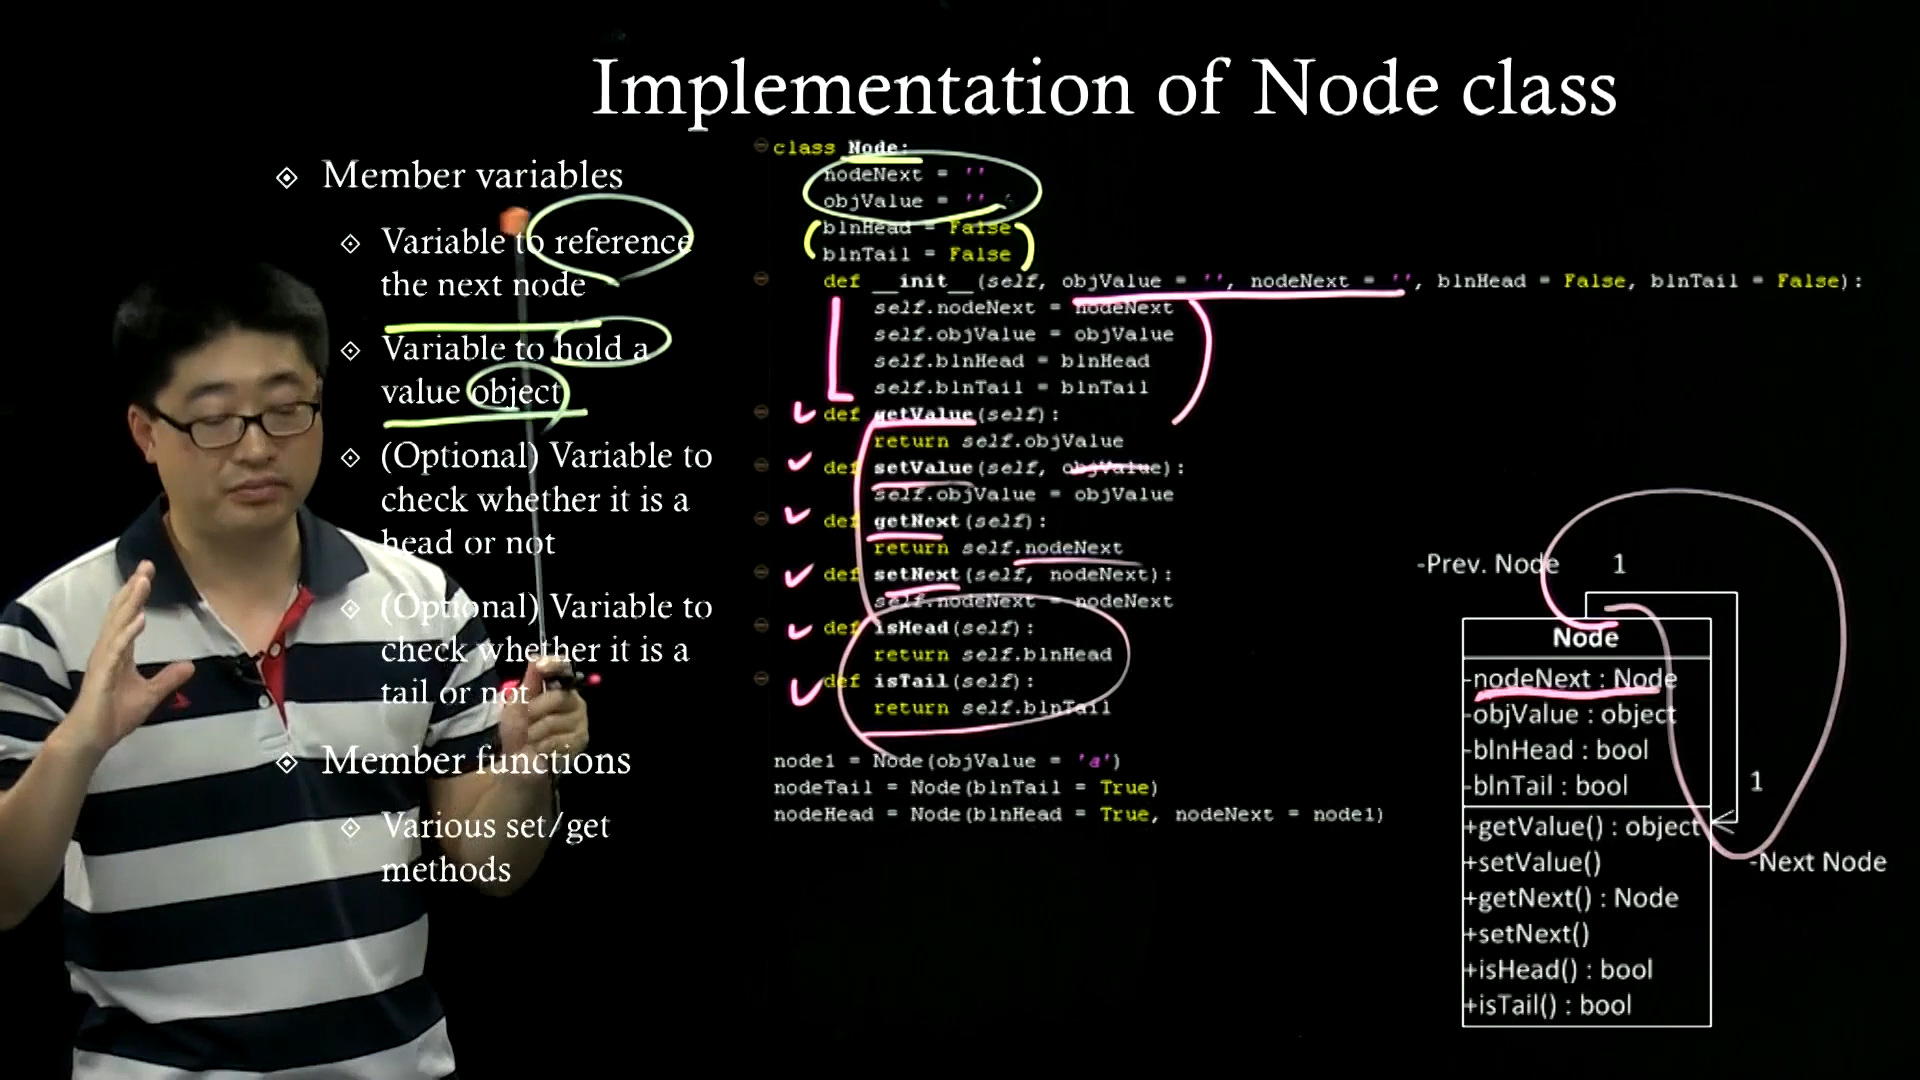 Implementation of Node class
Member variables
Variable to reference
the next node
Variable to hold a
value object
(Optional) Variable to
check whether it is a
head or not
(Optional) Variable to
check whether it is a
tail or not
Member functions
Various set/get
methods
class Node:
nodeNext = ''
objValue = ''
blnHead = False
blnTail = False
def __init__(self, objValue = '', nodeNext = '', blnHead = False, blnTail = False):
self.nodeNext = nodeNext
self.objValue = objValue
self.blnHead = blnHead
self.blnTail = blnTail
def getValue(self):
return self.objValue
def setValue(self, objValue):
self.objValue = objValue
def getNext(self):
return self.nodeNext
def setNext(self, nodeNext):
self.nodeNext = nodeNext
def isHead(self):
return self.blnHead
def isTail(self):
return self.blnTail
node1 = Node(objValue = 'a')
nodeTail = Node(blnTail = True)
nodeHead = Node(blnHead = True, nodeNext = node1)
-Prev. Node
1
Node
-nodeNext : Node
-objValue : object
-blnHead : bool
-blnTail : bool
1
+getValue() : object
+setValue()
-Next Node
+getNext() : Node
+setNext()
+isHead() : bool
+isTail() : bool